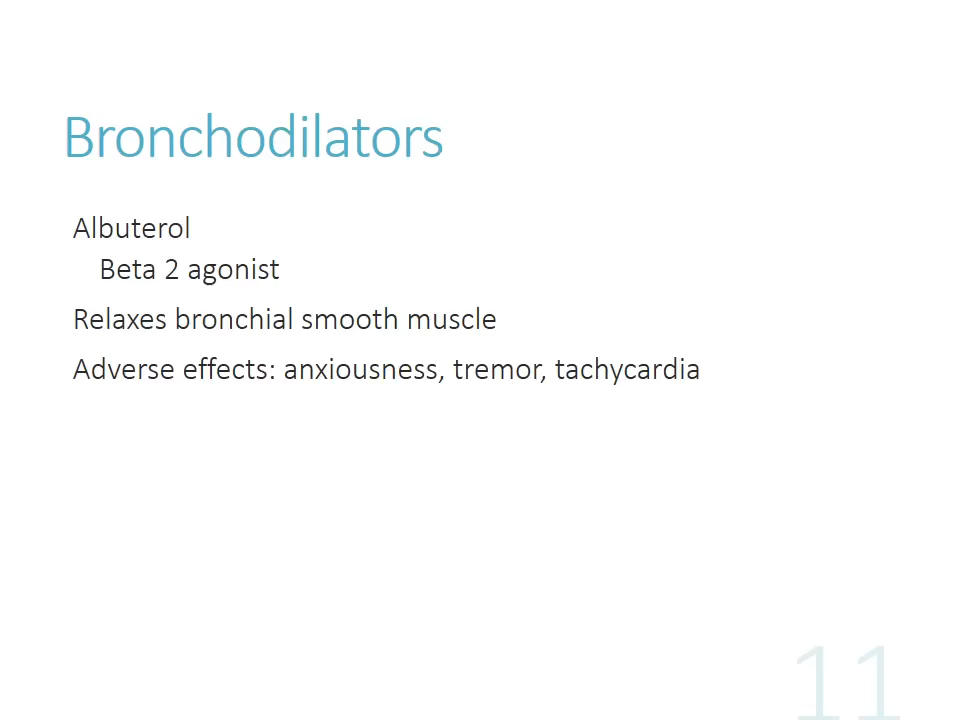 Bronchodilators
Albuterol
Beta 2 agonist
Relaxes bronchial smooth muscle
Adverse effects: anxiousness, tremor, tachycardia
11